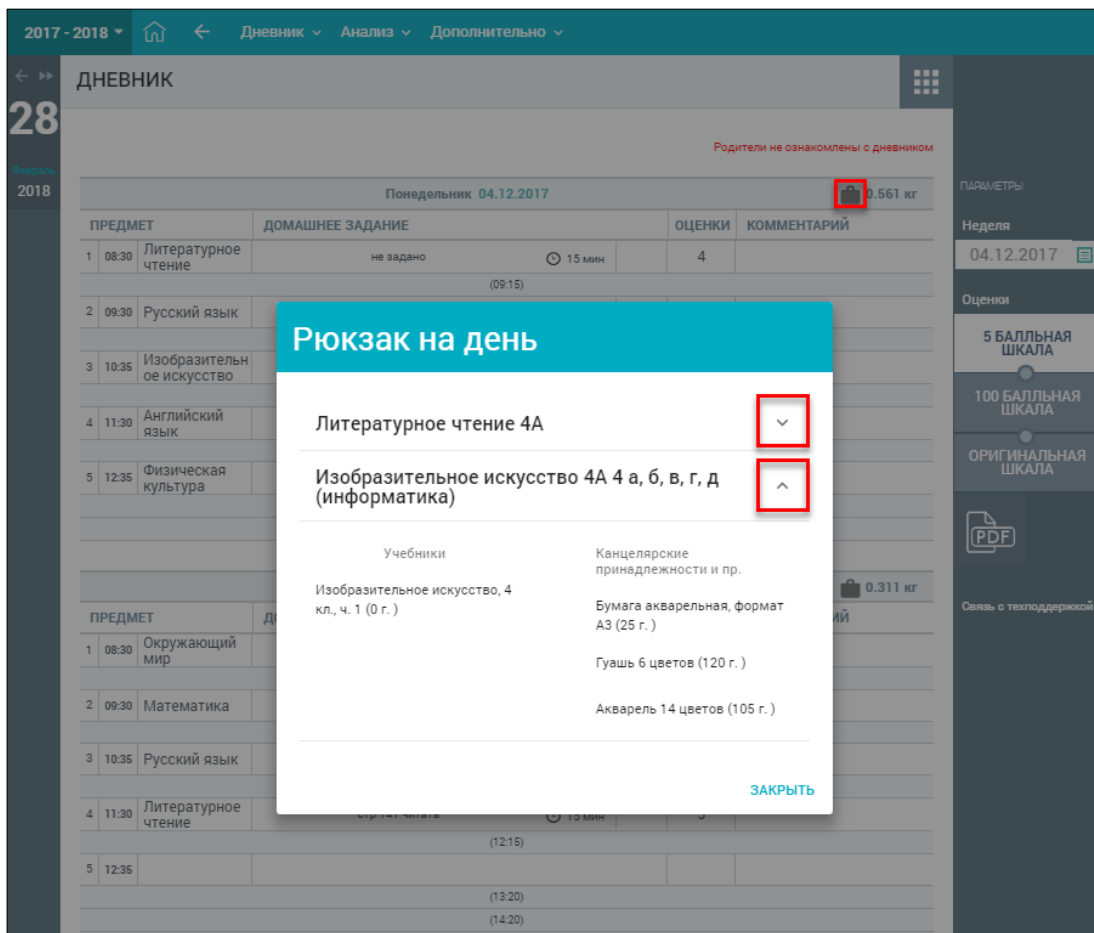 2017 - 2018 Дневник Анализ Дополнительно
ДНЕВНИК
28
Февраль
2018
Родители не ознакомлены с дневником
Понедельник 04.12.2017 0.561 кг
ПРЕДМЕТ ДОМАШНЕЕ ЗАДАНИЕ ОЦЕНКИ КОММЕНТАРИЙ
1 08:30 Литературное чтение не задано 15 мин 4
(09:15)
2 09:30 Русский язык
3 10:35 Изобразительн
ое искусство
4 11:30 Английский
язык
5 12:35 Физическая
культура
Рюкзак на день
Литературное чтение 4А
Изобразительное искусство 4А 4 а, б, в, г, д
(информатика)
Учебники
Изобразительное искусство, 4
кл., ч. 1 (0 г. )
Канцелярские
принадлежности и пр.
Бумага акварельная, формат
А3 (25 г. )
Гуашь 6 цветов (120 г. )
Акварель 14 цветов (105 г. )
ЗАКРЫТЬ
0.311 кг
ПРЕДМЕТ
1 08:30 Окружающий
мир
2 09:30 Математика
3 10:35 Русский язык
4 11:30 Литературное
чтение
15 мин
(12:15)
5 12:35
(13:20)
(14:20)
ПАРАМЕТРЫ
Неделя
04.12.2017
Оценки
5 БАЛЛЬНАЯ
ШКАЛА
100 БАЛЛЬНАЯ
ШКАЛА
ОРИГИНАЛЬНАЯ
ШКАЛА
PDF
Связь с техподдержкой